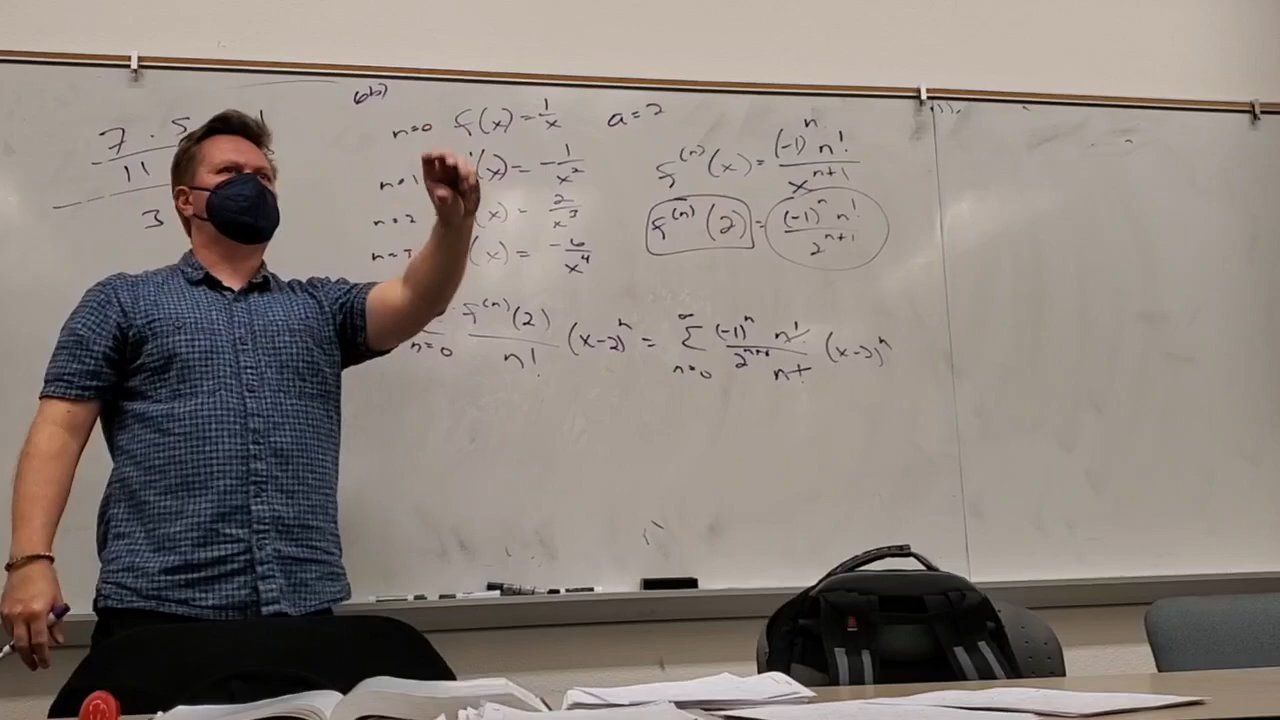 7 · 5
11
3
6b)
n=0 f(x) = 1/x a=2
n=1 '(x) = -1/x²
n=2 (x) = 2/x³
n=3 (x) = -6/x⁴
f⁽ⁿ⁾(x) = (-1)ⁿ n!/xⁿ⁺¹
f⁽ⁿ⁾(2) = (-1)ⁿ n!/2ⁿ⁺¹
n=0 f⁽ⁿ⁾(2)/n! (x-2)ⁿ = ∞ Σ n=0 (-1)ⁿ n!/2ⁿ⁺¹ n! (x-2)ⁿ